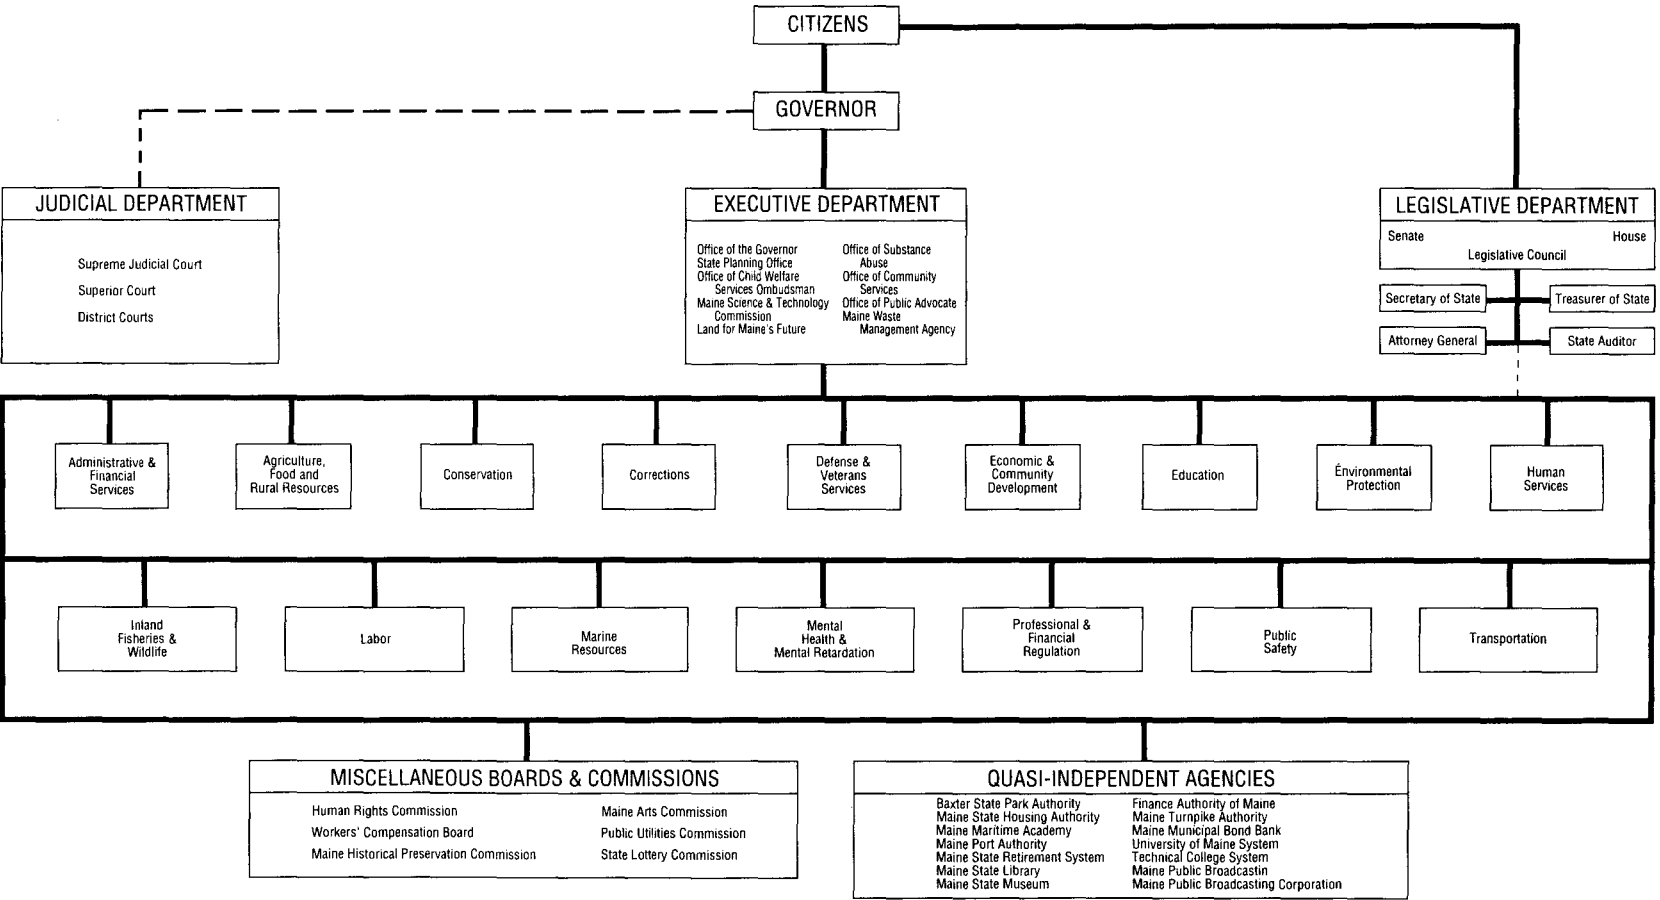 CITIZENS
GOVERNOR
JUDICIAL DEPARTMENT
Supreme Judicial Court
Superior Court
District Courts
EXECUTIVE DEPARTMENT
Office of the Governor
State Planning Office
Office of Child Welfare
Services Ombudsman
Maine Science & Technology
Commission
Land for Maine's Future
Office of Substance
Abuse
Office of Community
Services
Office of Public Advocate
Maine Waste
Management Agency
LEGISLATIVE DEPARTMENT
Senate House
Legislative Council
Secretary of State
Treasurer of State
Attorney General
State Auditor
Administrative &
Financial
Services
Agriculture,
Food and
Rural Resources
Conservation
Corrections
Defense &
Veterans
Services
Economic &
Community
Development
Education
Environmental
Protection
Human
Services
Inland
Fisheries &
Wildlife
Labor
Marine
Resources
Mental
Health &
Mental Retardation
Professional &
Financial
Regulation
Public
Safety
Transportation
MISCELLANEOUS BOARDS & COMMISSIONS
Human Rights Commission
Workers' Compensation Board
Maine Historical Preservation Commission
Maine Arts Commission
Public Utilities Commission
State Lottery Commission
QUASI-INDEPENDENT AGENCIES
Baxter State Park Authority
Maine State Housing Authority
Maine Maritime Academy
Maine Port Authority
Maine State Retirement System
Maine State Library
Maine State Museum
Finance Authority of Maine
Maine Turnpike Authority
Maine Municipal Bond Bank
University of Maine System
Technical College System
Maine Public Broadcastin
Maine Public Broadcasting Corporation